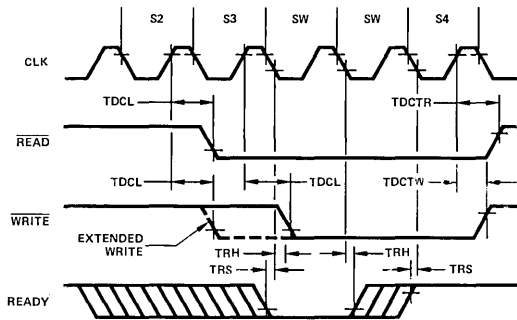 S2 S3 SW SW S4
CLK
TDCL TDCTR
READ
TDCL TDCL TDCTW
WRITE
EXTENDED
WRITE
TRH TRH
TRS TRS
READY